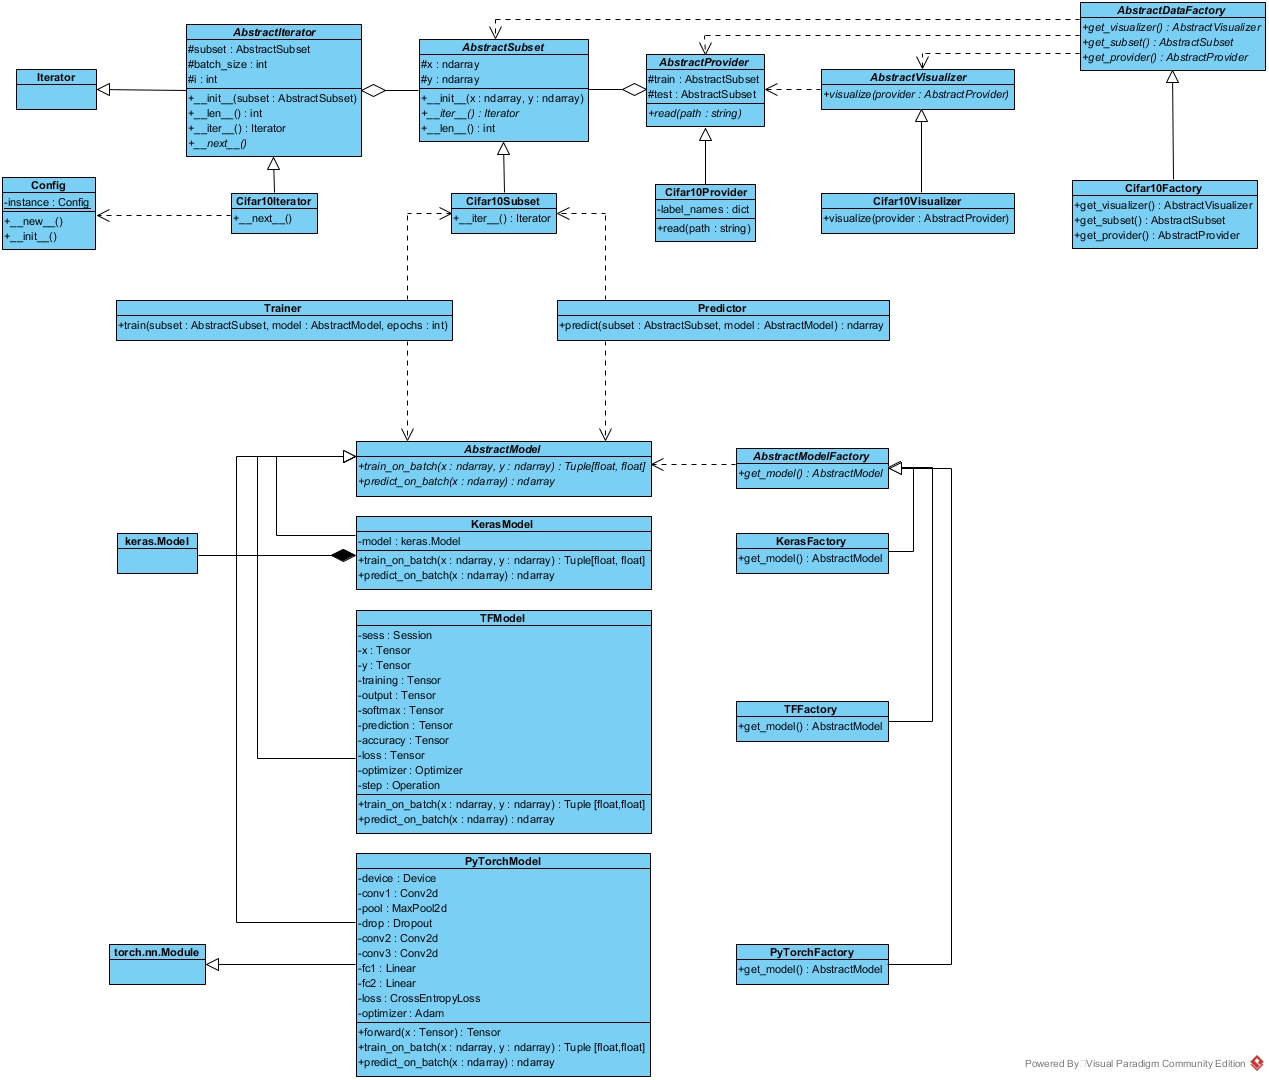 AbstractIterator
#subset : AbstractSubset
#batch_size : int
#i : int
+__init__(subset : AbstractSubset)
+__len__() : int
+__iter__() : Iterator
+__next__()
AbstractSubset
#x : ndarray
#y : ndarray
+__init__(x : ndarray, y : ndarray)
+__iter__() : Iterator
+__len__() : int
AbstractProvider
#train : AbstractSubset
#test : AbstractSubset
+read(path : string)
AbstractVisualizer
+visualize(provider : AbstractProvider)
AbstractDataFactory
+get_visualizer() : AbstractVisualizer
+get_subset() : AbstractSubset
+get_provider() : AbstractProvider
Iterator
Config
-instance : Config
+__new__()
+__init__()
Cifar10Iterator
+__next__()
Cifar10Subset
+__iter__() : Iterator
Cifar10Provider
-label_names : dict
+read(path : string)
Cifar10Visualizer
+visualize(provider : AbstractProvider)
Cifar10Factory
+get_visualizer() : AbstractVisualizer
+get_subset() : AbstractSubset
+get_provider() : AbstractProvider
Trainer
+train(subset : AbstractSubset, model : AbstractModel, epochs : int)
Predictor
+predict(subset : AbstractSubset, model : AbstractModel) : ndarray
AbstractModel
+train_on_batch(x : ndarray, y : ndarray) : Tuple[float, float]
+predict_on_batch(x : ndarray) : ndarray
AbstractModelFactory
+get_model() : AbstractModel
keras.Model
KerasModel
-model : keras.Model
+train_on_batch(x : ndarray, y : ndarray) : Tuple[float, float]
+predict_on_batch(x : ndarray) : ndarray
KerasFactory
+get_model() : AbstractModel
TFModel
-sess : Session
-x : Tensor
-y : Tensor
-training : Tensor
-output : Tensor
-softmax : Tensor
-prediction : Tensor
-accuracy : Tensor
-loss : Tensor
-optimizer : Optimizer
-step : Operation
+train_on_batch(x : ndarray, y : ndarray) : Tuple [float,float]
+predict_on_batch(x : ndarray) : ndarray
TFFactory
+get_model() : AbstractModel
torch.nn.Module
PyTorchModel
-device : Device
-conv1 : Conv2d
-pool : MaxPool2d
-drop : Dropout
-conv2 : Conv2d
-conv3 : Conv2d
-fc1 : Linear
-fc2 : Linear
-loss : CrossEntropyLoss
-optimizer : Adam
+forward(x : Tensor) : Tensor
+train_on_batch(x : ndarray, y : ndarray) : Tuple [float,float]
+predict_on_batch(x : ndarray) : ndarray
PyTorchFactory
+get_model() : AbstractModel
Powered By Visual Paradigm Community Edition